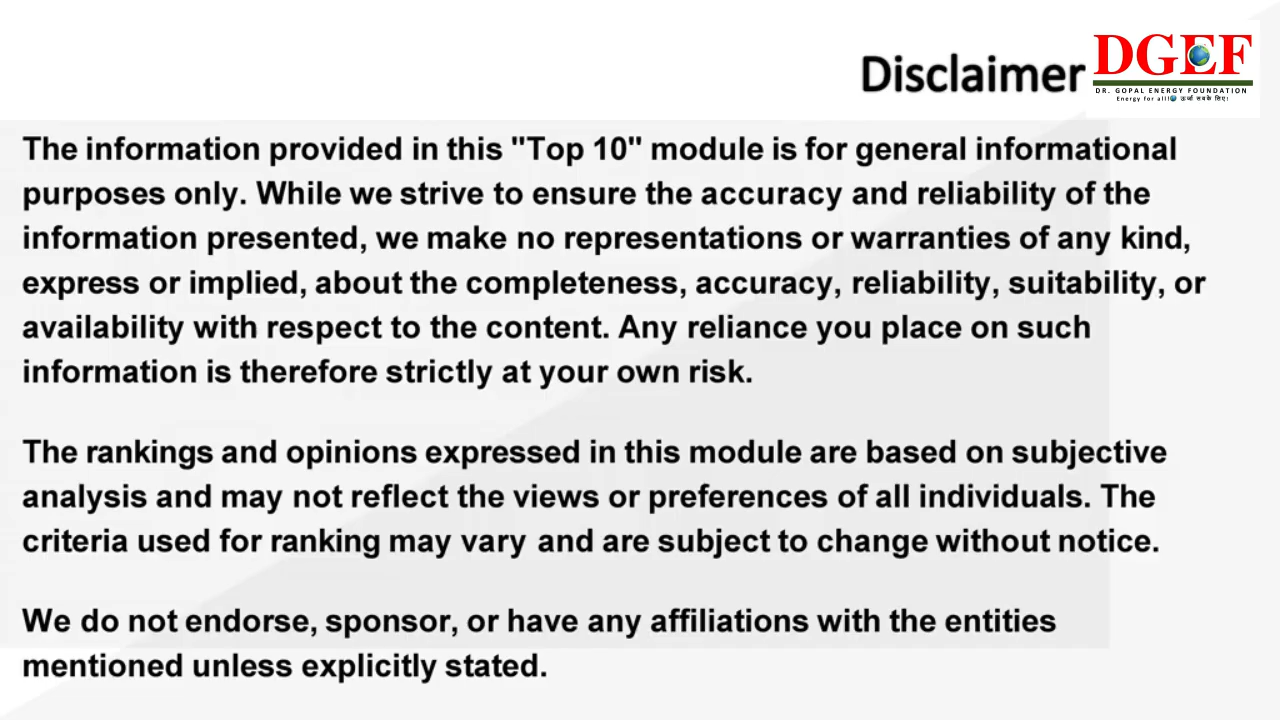 Disclaimer
DGEF
DR. GOPAL ENERGY FOUNDATION
Energy for all! ऊर्जा सबके लिए!
The information provided in this "Top 10" module is for general informational
purposes only. While we strive to ensure the accuracy and reliability of the
information presented, we make no representations or warranties of any kind,
express or implied, about the completeness, accuracy, reliability, suitability, or
availability with respect to the content. Any reliance you place on such
information is therefore strictly at your own risk.
The rankings and opinions expressed in this module are based on subjective
analysis and may not reflect the views or preferences of all individuals. The
criteria used for ranking may vary and are subject to change without notice.
We do not endorse, sponsor, or have any affiliations with the entities
mentioned unless explicitly stated.